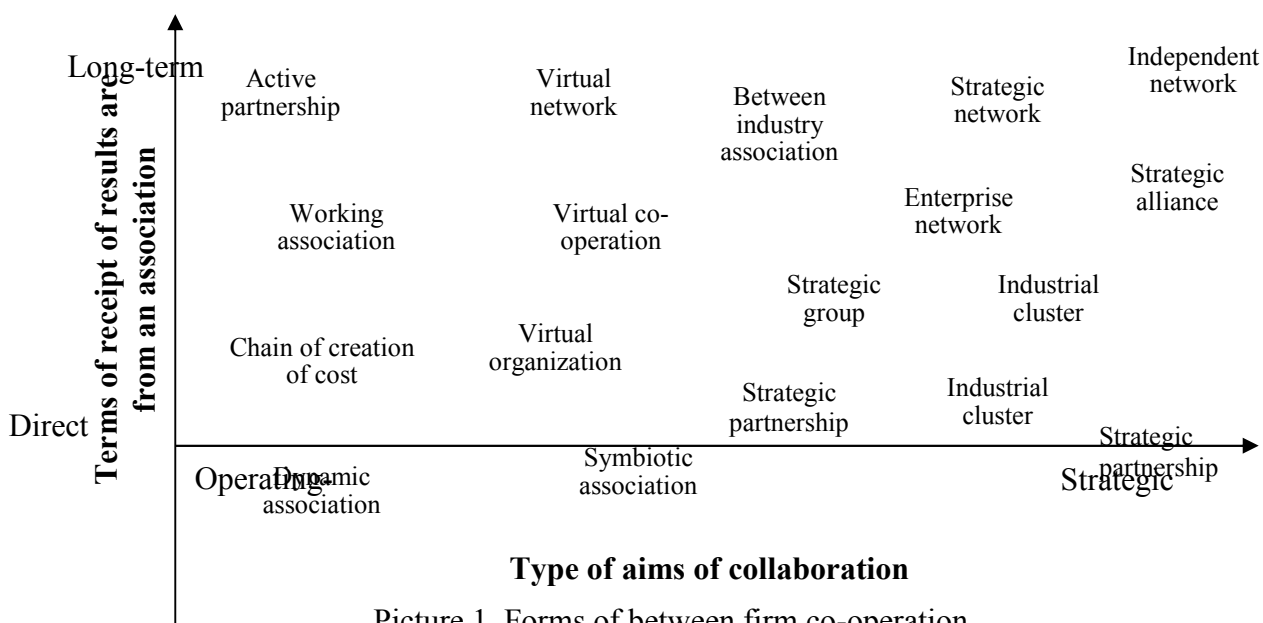 Long-term
Terms of receipt of results are
from an association
Direct
Active
partnership
Virtual
network
Between
industry
association
Strategic
network
Independent
network
Strategic
alliance
Working
association
Virtual co-
operation
Enterprise
network
Strategic
group
Industrial
cluster
Chain of creation
of cost
Virtual
organization
Strategic
partnership
Industrial
cluster
Strategic
partnership
Operating-
Dynamic
association
Symbiotic
association
Strategic
Type of aims of collaboration
Picture 1. Forms of between firm co-operation